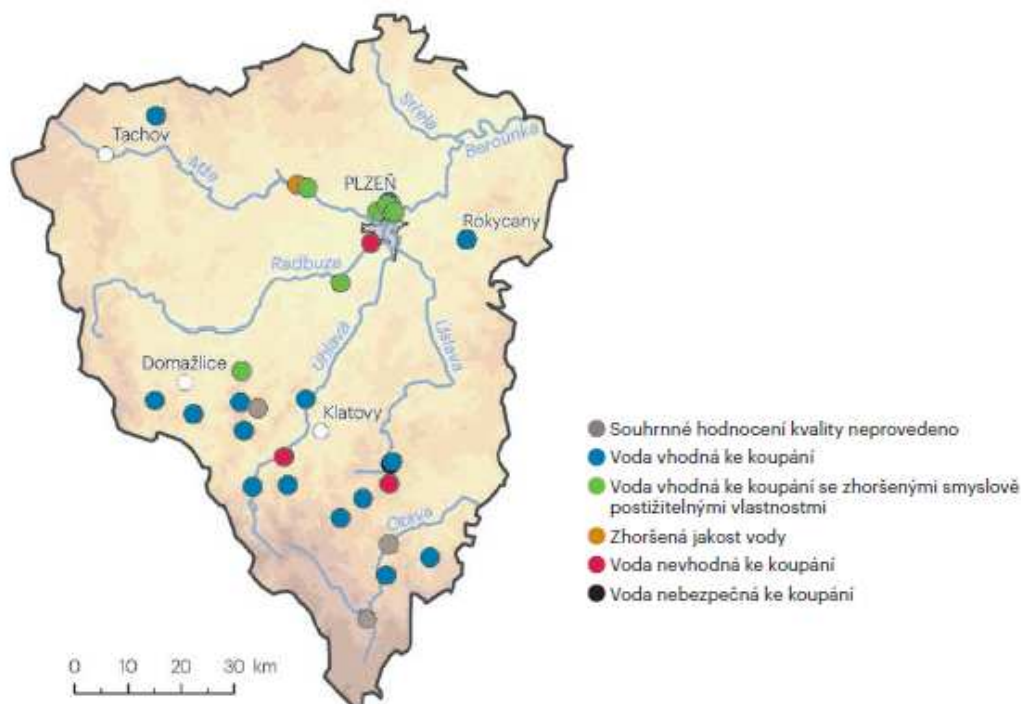 Střela
Berounka
Tachov
Mže
PLZEŇ
Rokycany
Radbuza
Úhlava
Úslava
Domažlice
Klatovy
Otava
Souhrnné hodnocení kvality neprovedeno
Voda vhodná ke koupání
Voda vhodná ke koupání se zhoršenými smyslově
postižitelnými vlastnostmi
Zhoršená jakost vody
Voda nevhodná ke koupání
Voda nebezpečná ke koupání
0 10 20 30 km